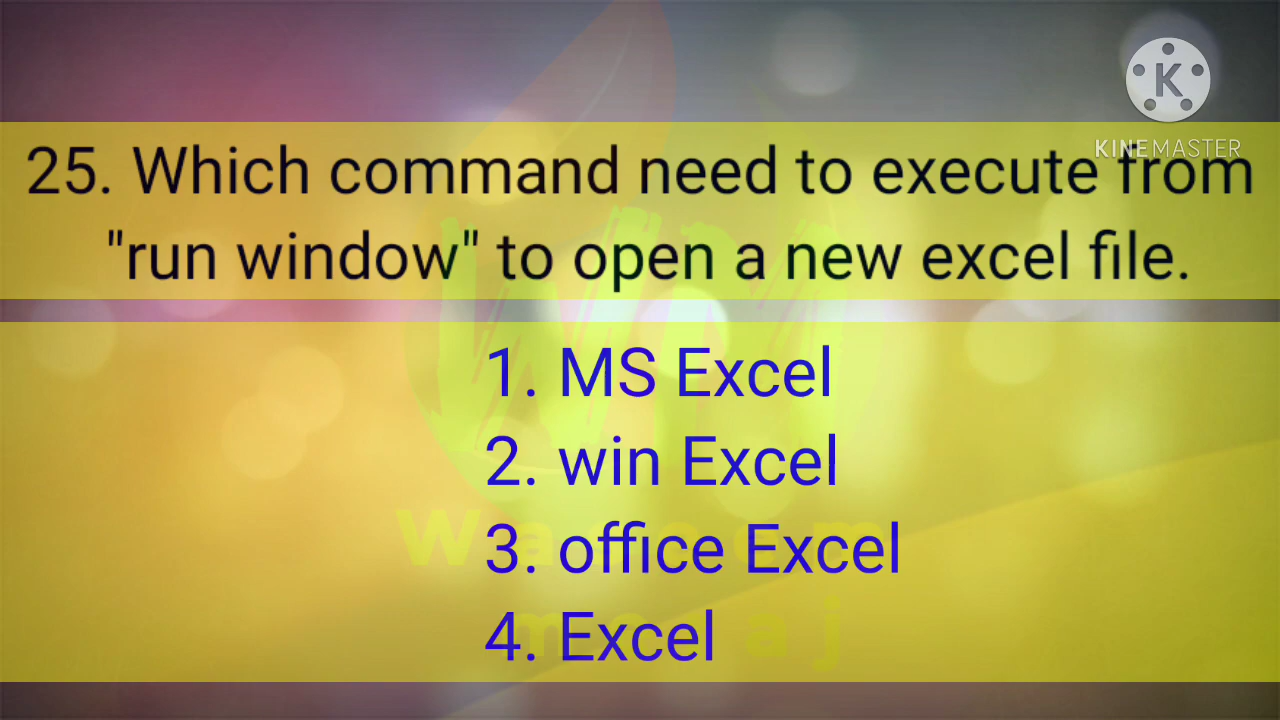 K
KINEMASTER
25. Which command need to execute from
"run window" to open a new excel file.
1. MS Excel
2. win Excel
3. office Excel
4. Excel